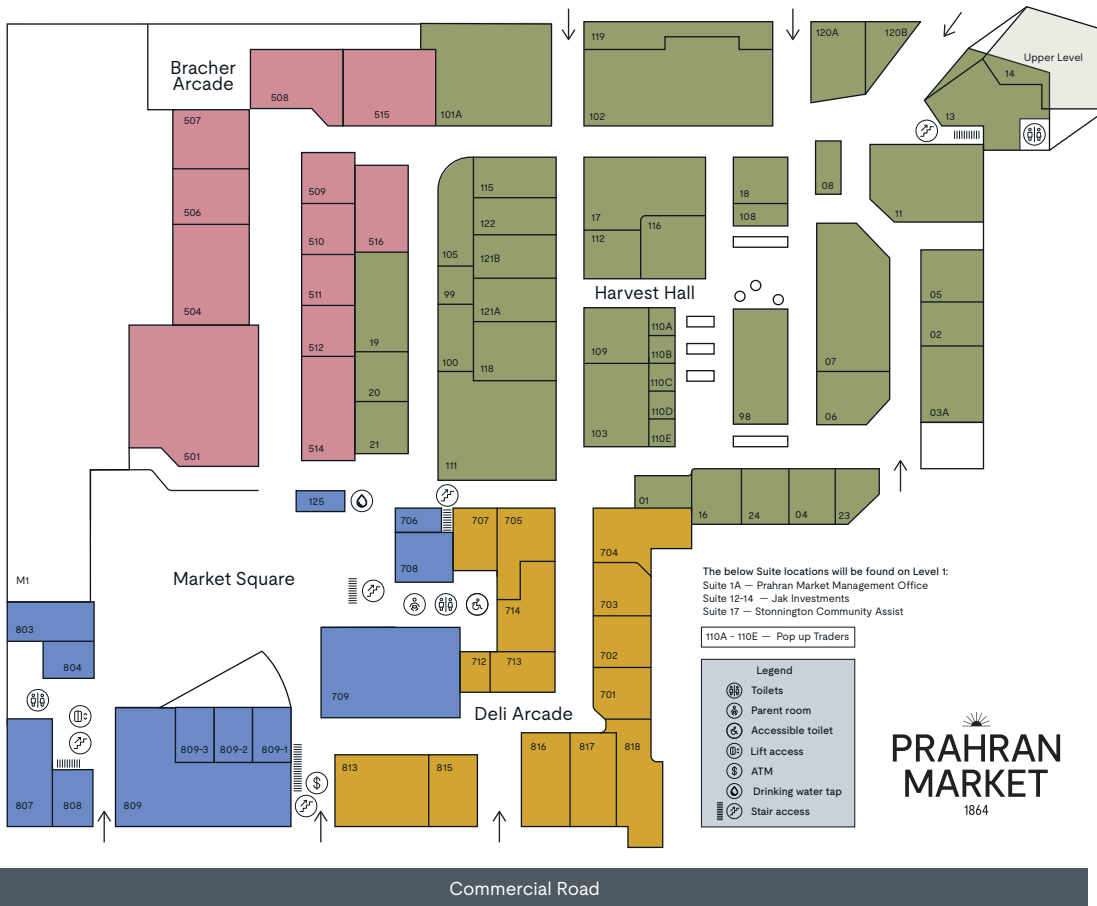 119
120A
120B
Upper Level
Bracher
Arcade
14
508
515
101A
102
13
507
509
115
18
08
506
510
516
105
122
17
112
116
108
11
121B
511
99
121A
Harvest Hall
05
504
512
19
100
118
109
110A
110B
07
02
20
110C
501
514
21
111
103
110D
110E
98
06
03A
125
01
16
24
04
23
706
707
705
708
704
M1
Market Square
714
703
The below Suite locations will be found on Level 1:
Suite 1A — Prahran Market Management Office
Suite 12-14 — Jak Investments
Suite 17 — Stonnington Community Assist
110A - 110E — Pop up Traders
803
804
712
713
702
709
701
Deli Arcade
Legend
Toilets
Parent room
Accessible toilet
Lift access
$ ATM
Drinking water tap
Stair access
809-3
809-2
809-1
816
817
818
813
815
$
807
808
809
PRAHRAN
MARKET
1864
Commercial Road